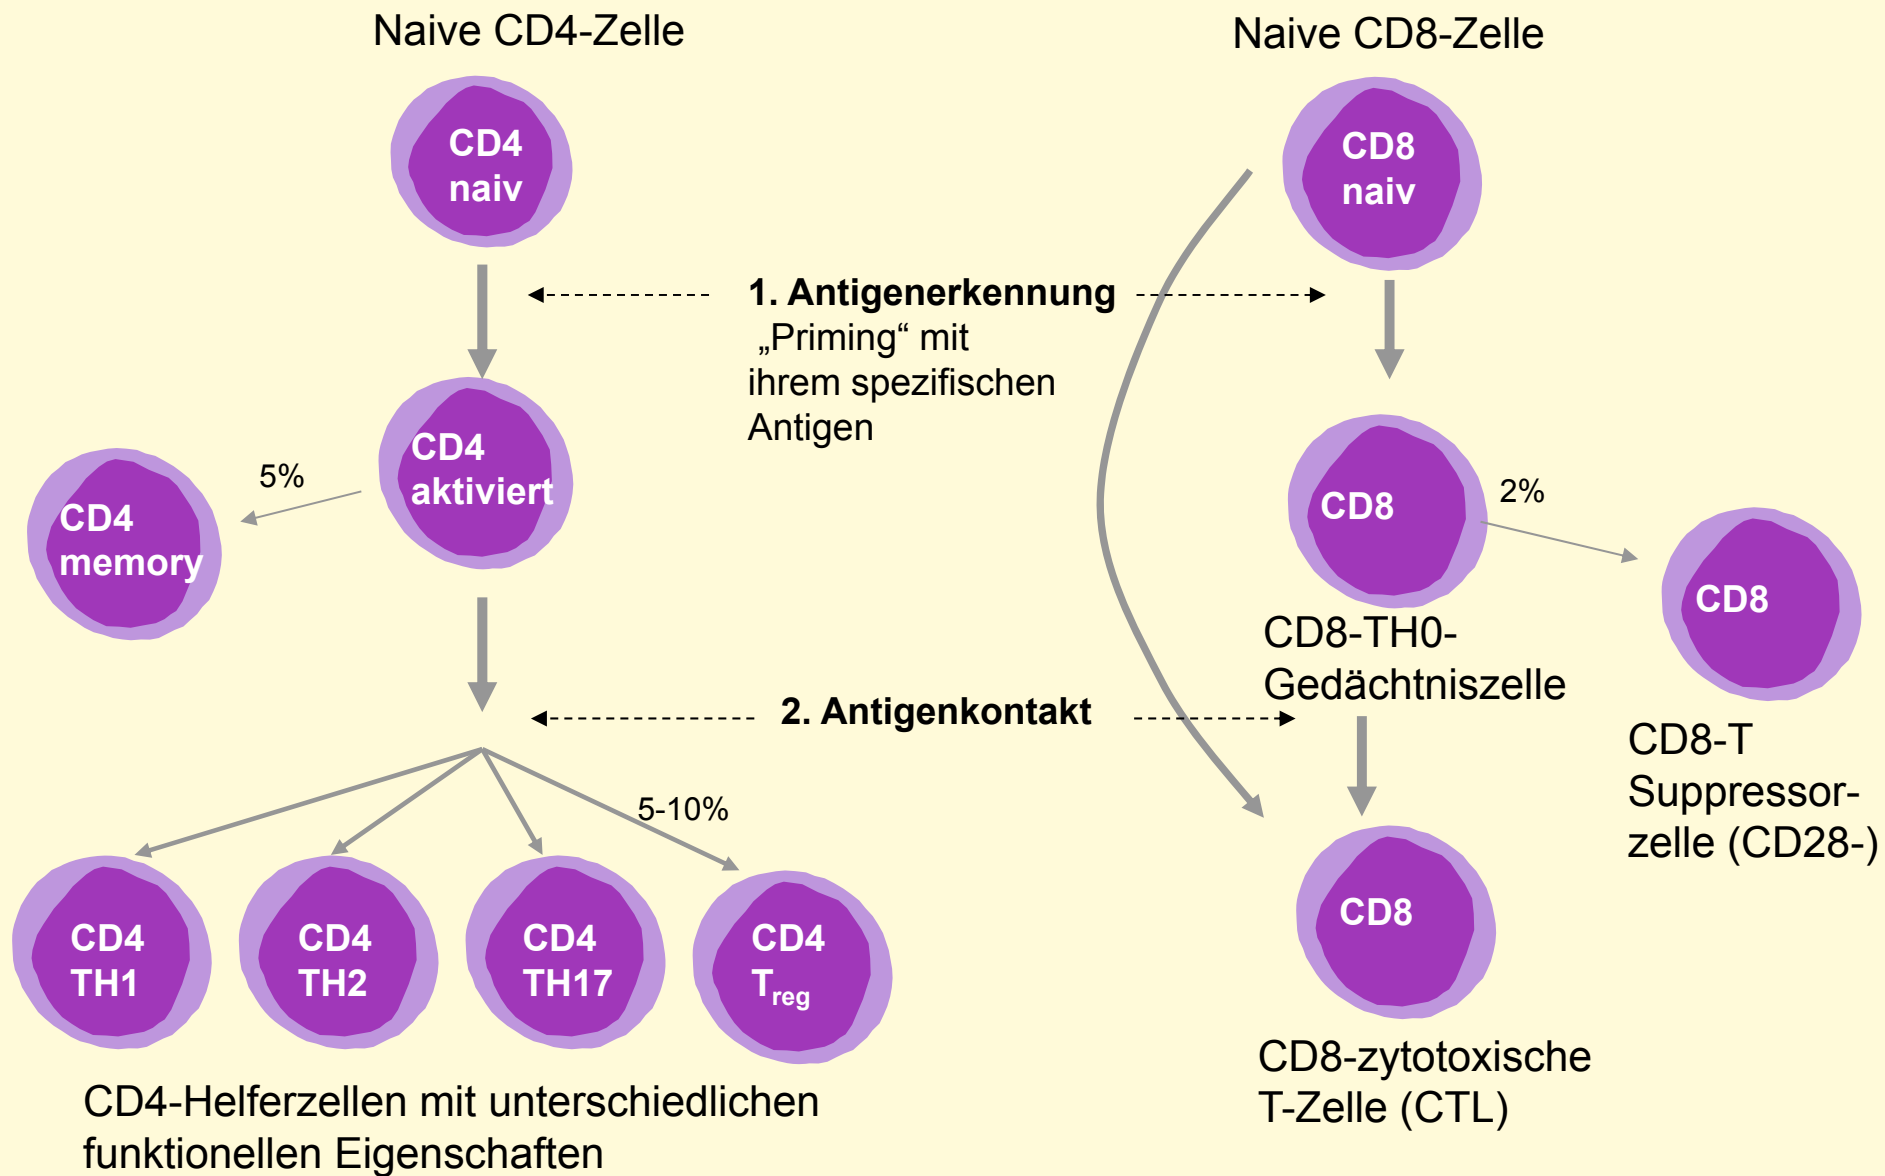 Naive CD4-Zelle
Naive CD8-Zelle
CD4
naiv
CD8
naiv
1. Antigenerkennung
„Priming“ mit
ihrem spezifischen
Antigen
CD4
aktiviert
5%
CD4
memory
CD8
2%
CD8
CD8-TH0-
Gedächtniszelle
2. Antigenkontakt
CD8-T
Suppressor-
zelle (CD28-)
5-10%
CD4
TH1
CD4
TH2
CD4
TH17
CD4
Treg
CD8
CD8-zytotoxische
T-Zelle (CTL)
CD4-Helferzellen mit unterschiedlichen
funktionellen Eigenschaften